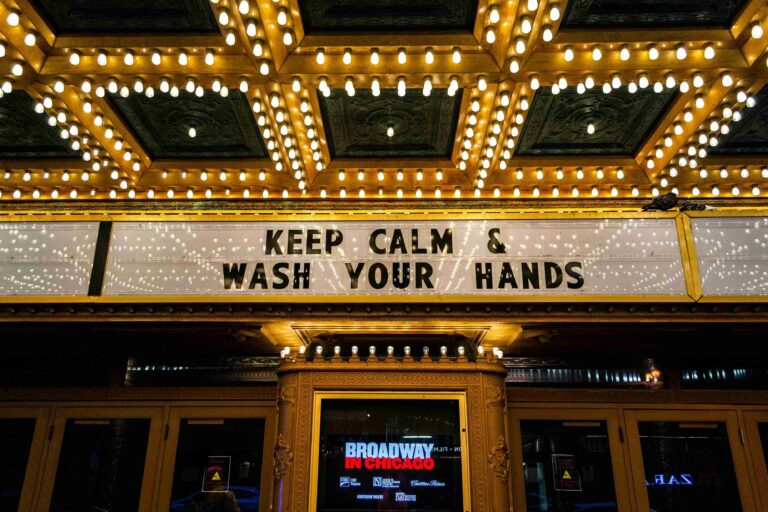 KEEP CALM &
WASH YOUR HANDS
BROADWAY
IN CHICAGO